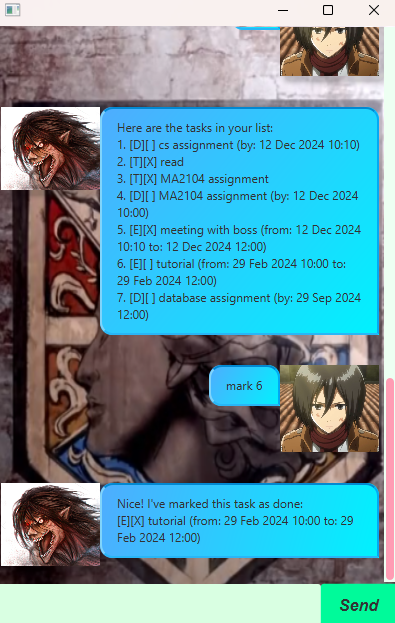 Here are the tasks in your list:
1. [D][ ] cs assignment (by: 12 Dec 2024 10:10)
2. [T][X] read
3. [T][X] MA2104 assignment
4. [D][ ] MA2104 assignment (by: 29 Feb 2024
10:00)
5. [E][X] meeting with boss (from: 12 Dec 2024
10:10 to: 12 Dec 2024 12:00)
6. [E][ ] tutorial (from: 29 Feb 2024 10:00 to:
29 Feb 2024 12:00)
7. [D][ ] database assignment (by: 29 Sep 2024
12:00)
mark 6
Nice! I've marked this task as done:
[E][X] tutorial (from: 29 Feb 2024 10:00 to: 29
Feb 2024 12:00)
Send